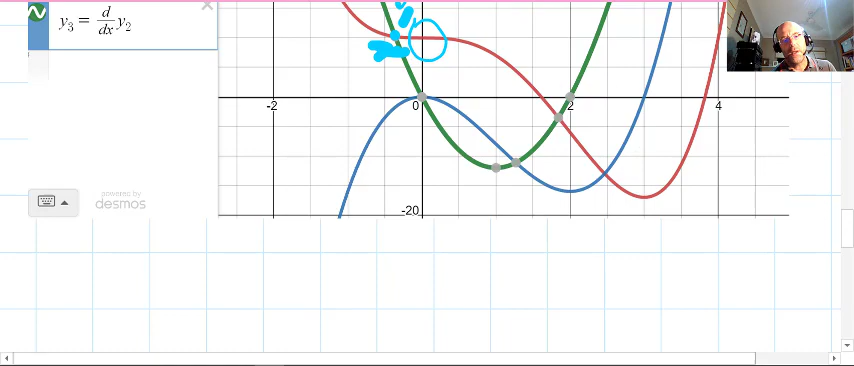 y₃ = d/dx y₂
-2
0
2
4
-20
powered by
desmos